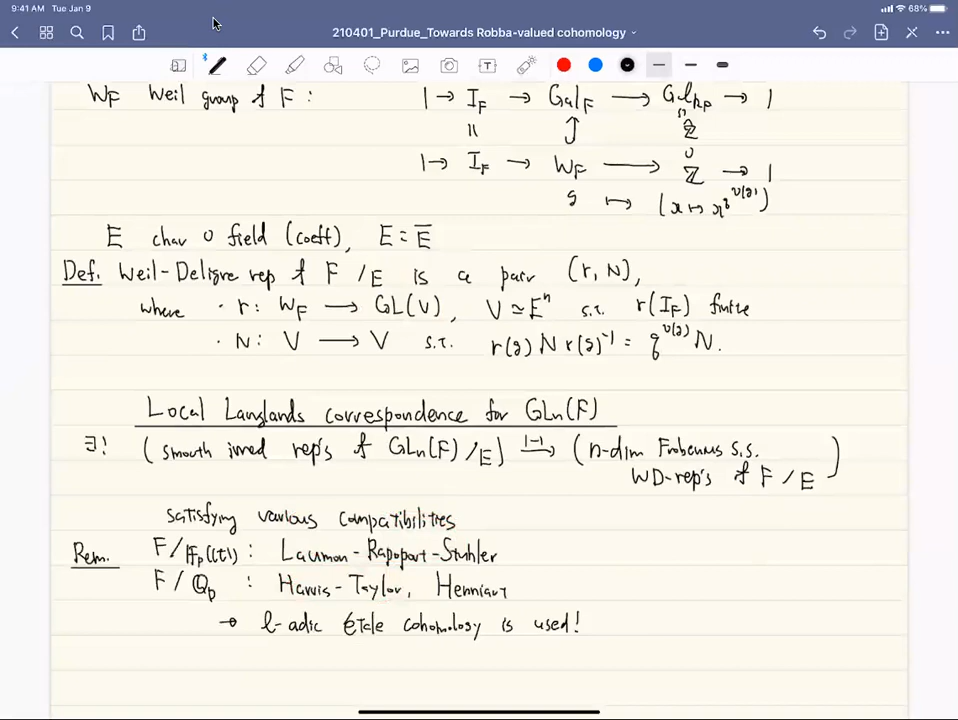 9:41 AM Tue Jan 9
68%
210401_Purdue_Towards Robba-valued cohomology
W_F Weil group of F : 1 → I_F → Gal_F → Gal_{k_F} → 1
|| ↪ ≃ Ẑ
1 → I_F → W_F → ℤ → 1
g ↦ (x ↦ x^{q^{v(g)}})
E char 0 field (coeff), E = Ē
Def. Weil-Deligne rep of F /E is a pair (r, N),
where · r : W_F → GL(V), V ≃ E^n s.t. r(I_F) finite
· N : V → V s.t. r(g) N r(g)^{-1} = q^{v(g)} N.
Local Langlands correspondence for GLn(F)
∃! (smooth irred rep's of GLn(F) /E) 1-1→ (n-dim Frobenius s.s.
WD-rep's of F /E)
satisfying various compatibilities
Rem. F/𝔽_p((t)) : Laumon-Rapoport-Stuhler
F/ℚ_p : Harris-Taylor, Henniart
→ l-adic étale cohomology is used!